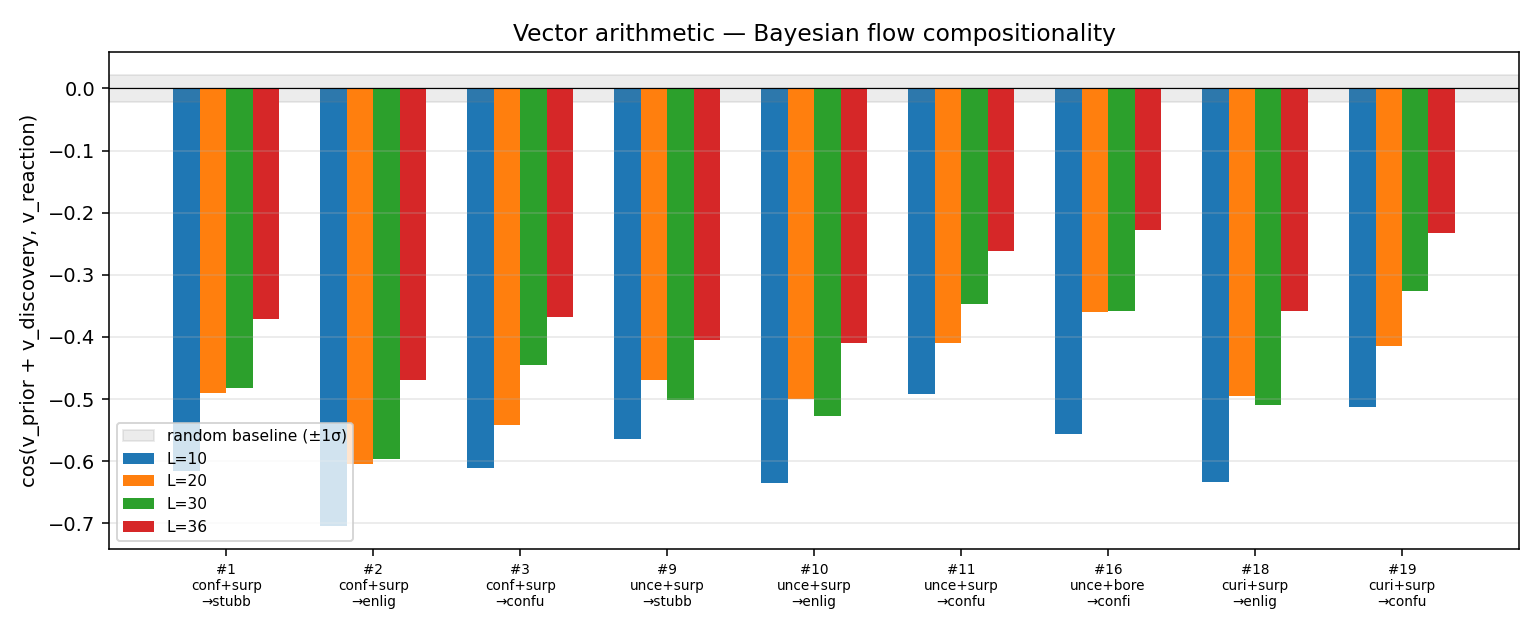 Vector arithmetic — Bayesian flow compositionality
cos(v_prior + v_discovery, v_reaction)
0.0
−0.1
−0.2
−0.3
−0.4
−0.5
−0.6
−0.7
random baseline (±1σ)
L=10
L=20
L=30
L=36
#1
conf+surp
→stubb
#2
conf+surp
→enlig
#3
conf+surp
→confu
#9
unce+surp
→stubb
#10
unce+surp
→enlig
#11
unce+surp
→confu
#16
unce+bore
→confi
#18
curi+surp
→enlig
#19
curi+surp
→confu